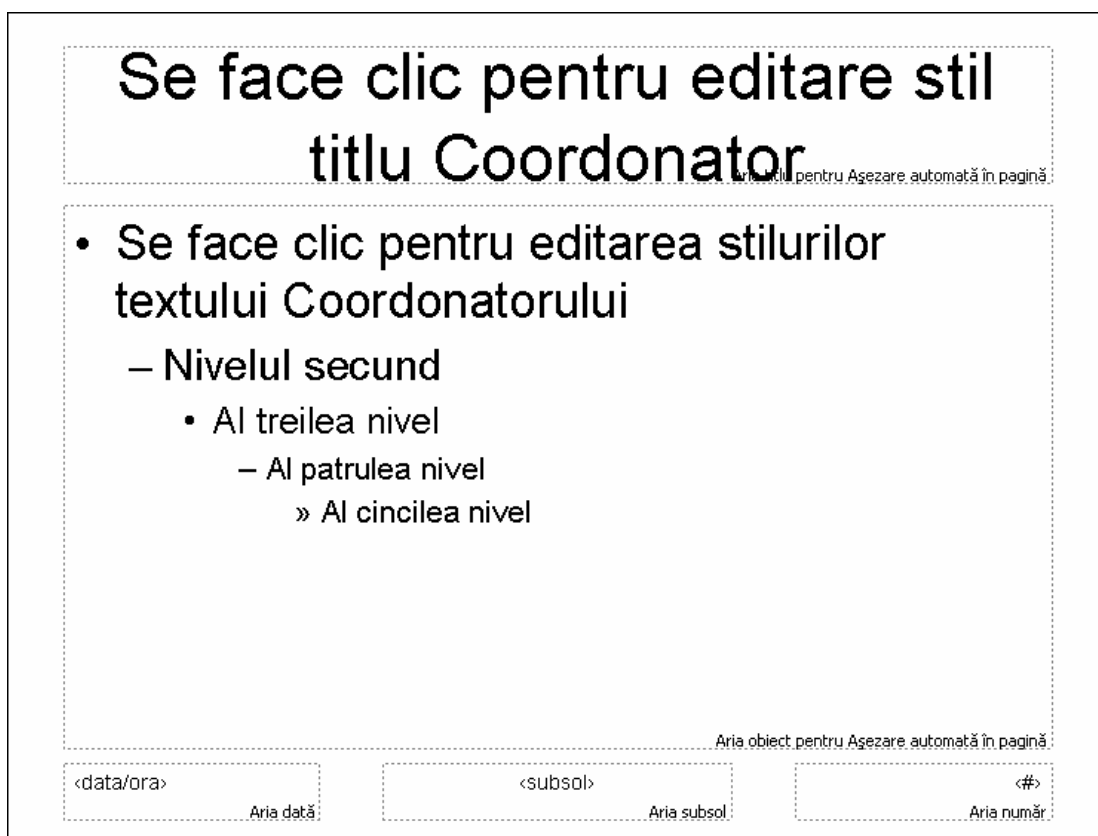 Se face clic pentru editare stil
titlu Coordonator
Aria titlu pentru Așezare automată în pagină
• Se face clic pentru editarea stilurilor
textului Coordonatorului
– Nivelul secund
• Al treilea nivel
– Al patrulea nivel
» Al cincilea nivel
Aria obiect pentru Așezare automată în pagină
‹data/ora›
Aria dată
‹subsol›
Aria subsol
‹#›
Aria număr